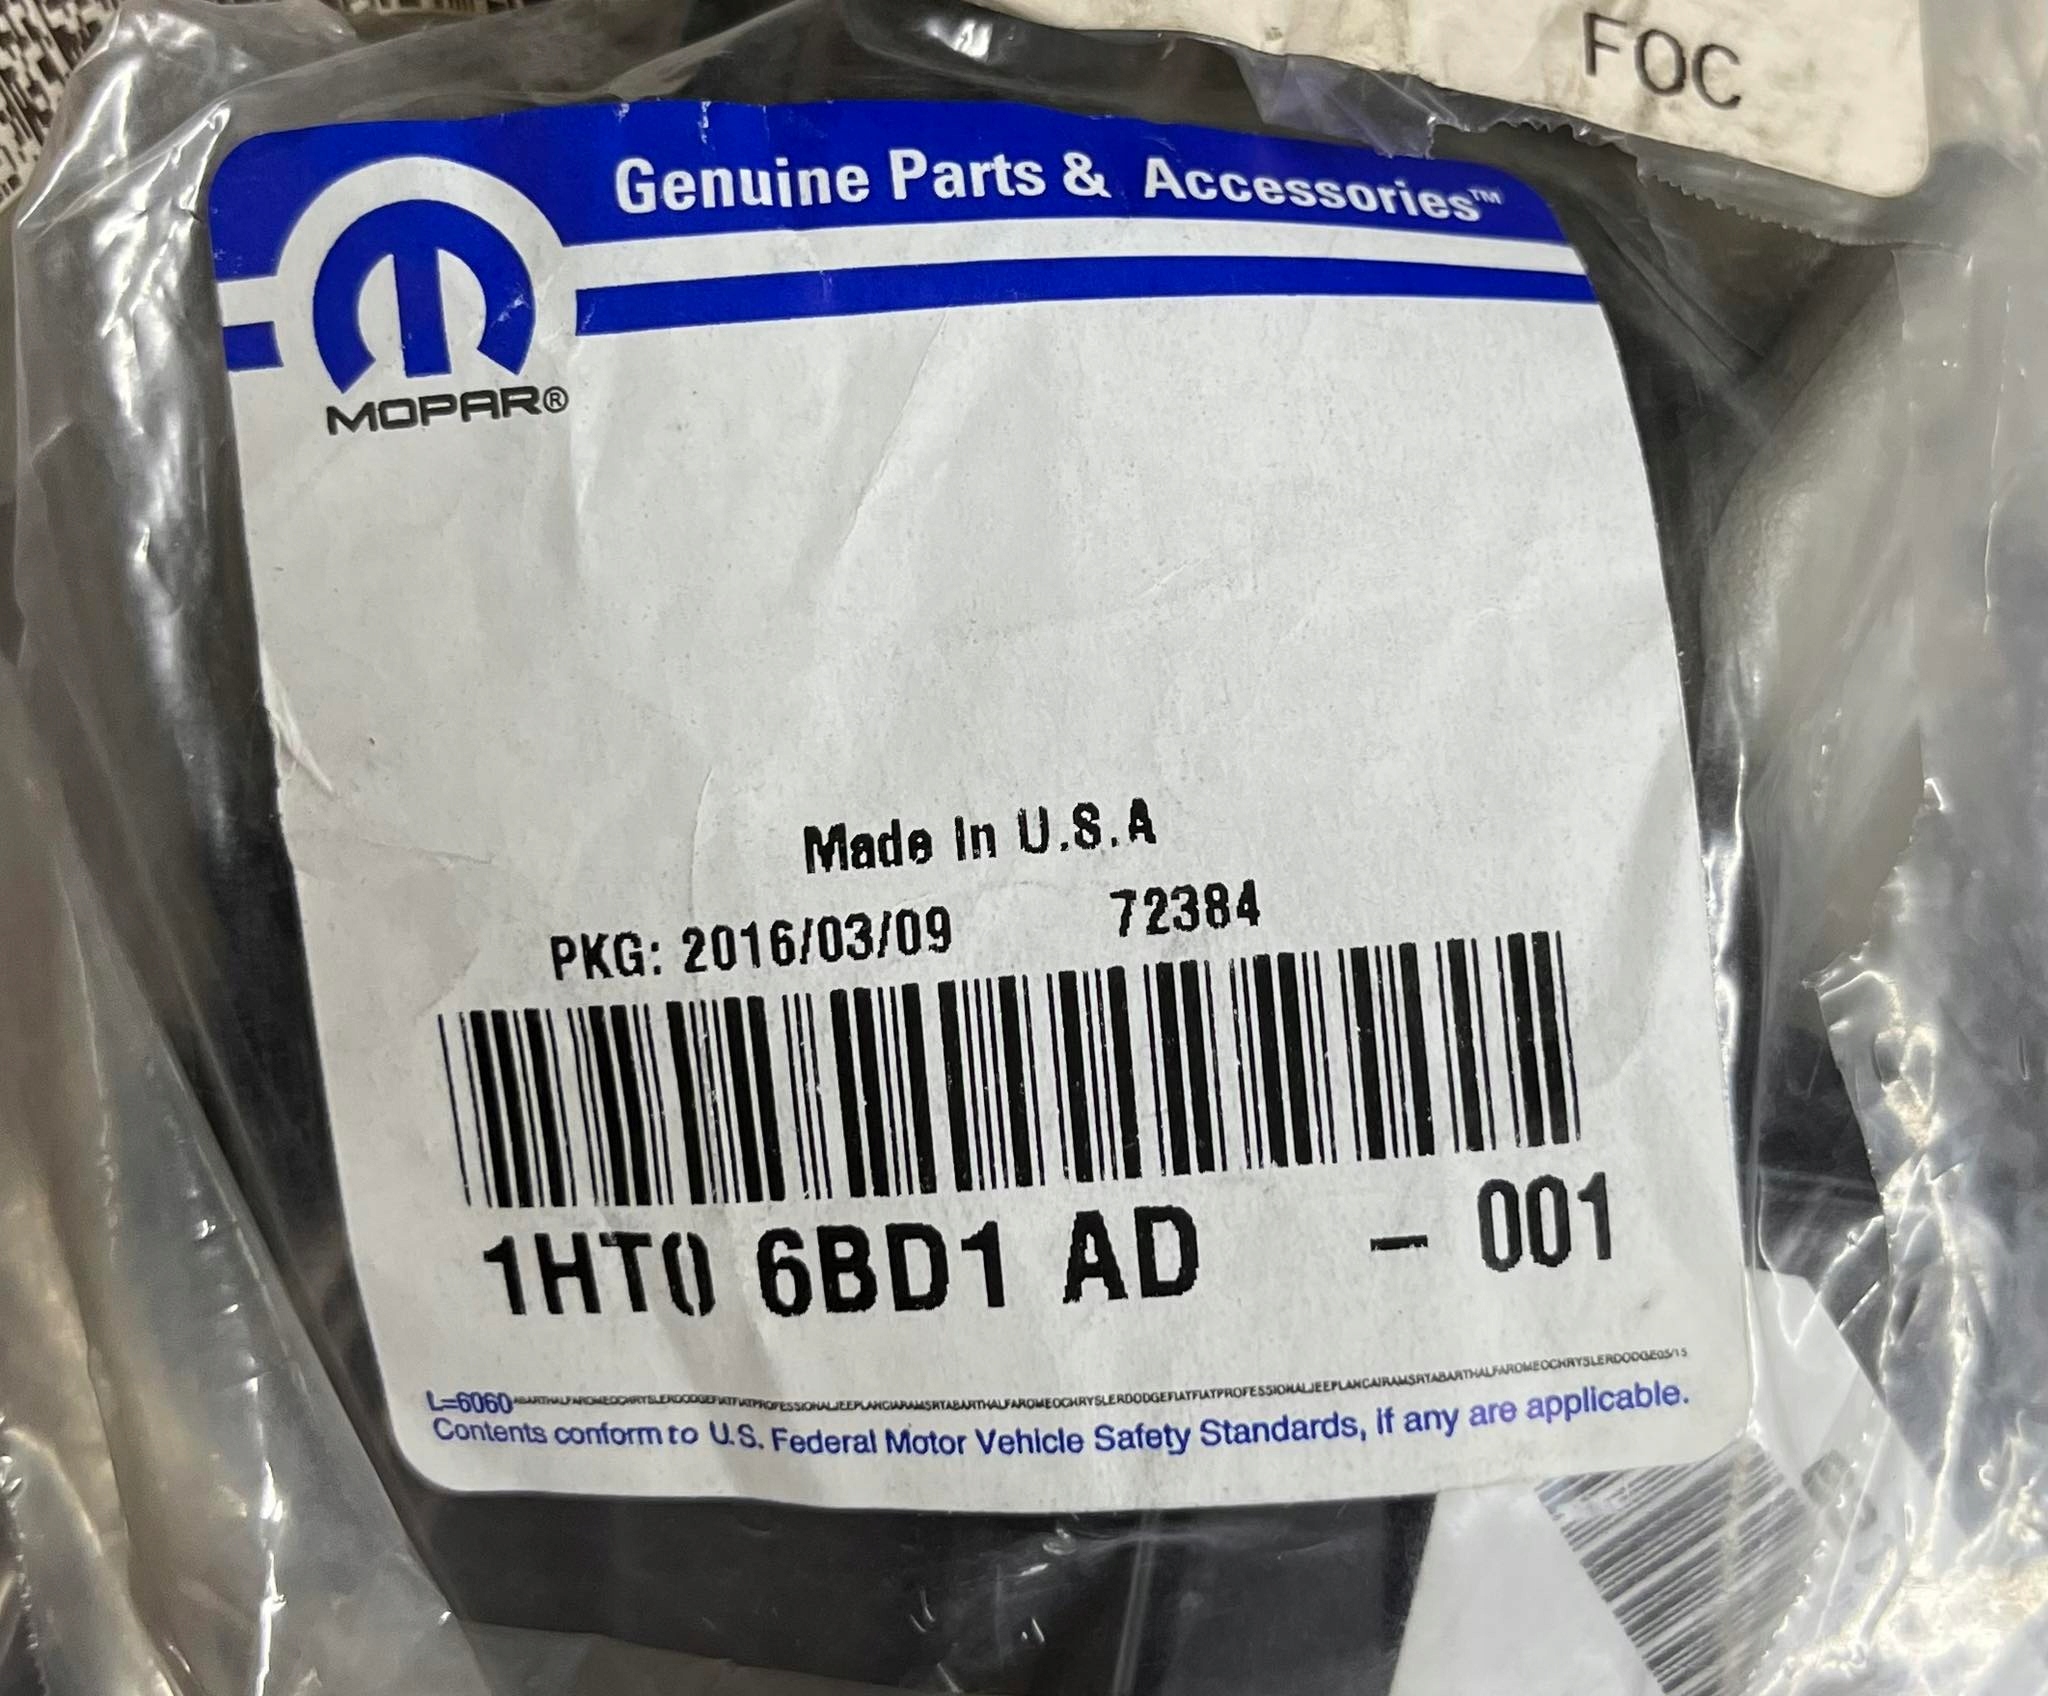 FOC
Genuine Parts & Accessories™
MOPAR®
Made In U.S.A
PKG: 2016/03/09 72384
1HT0 6BD1 AD - 001
L=6060
Contents conform to U.S. Federal Motor Vehicle Safety Standards, if any are applicable.